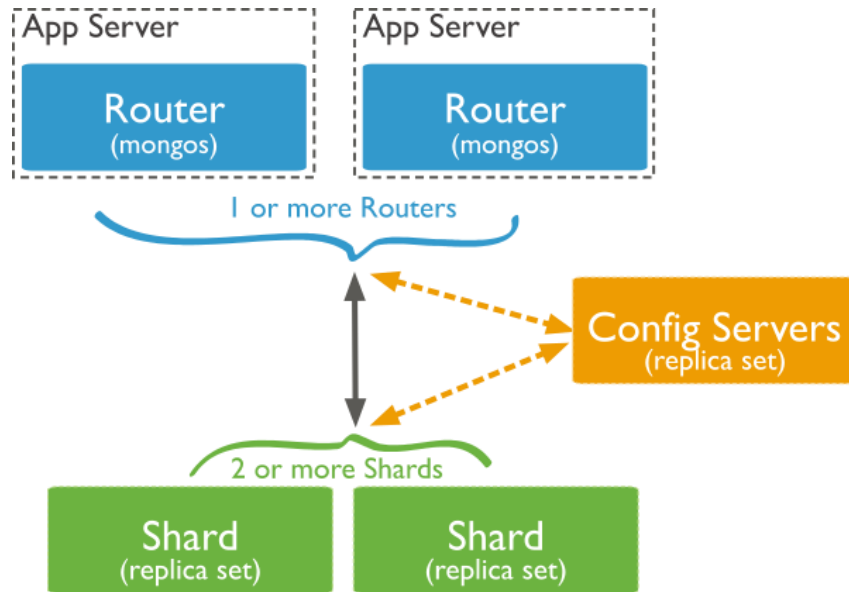 App Server
App Server
Router
(mongos)
Router
(mongos)
1 or more Routers
Config Servers
(replica set)
2 or more Shards
Shard
(replica set)
Shard
(replica set)